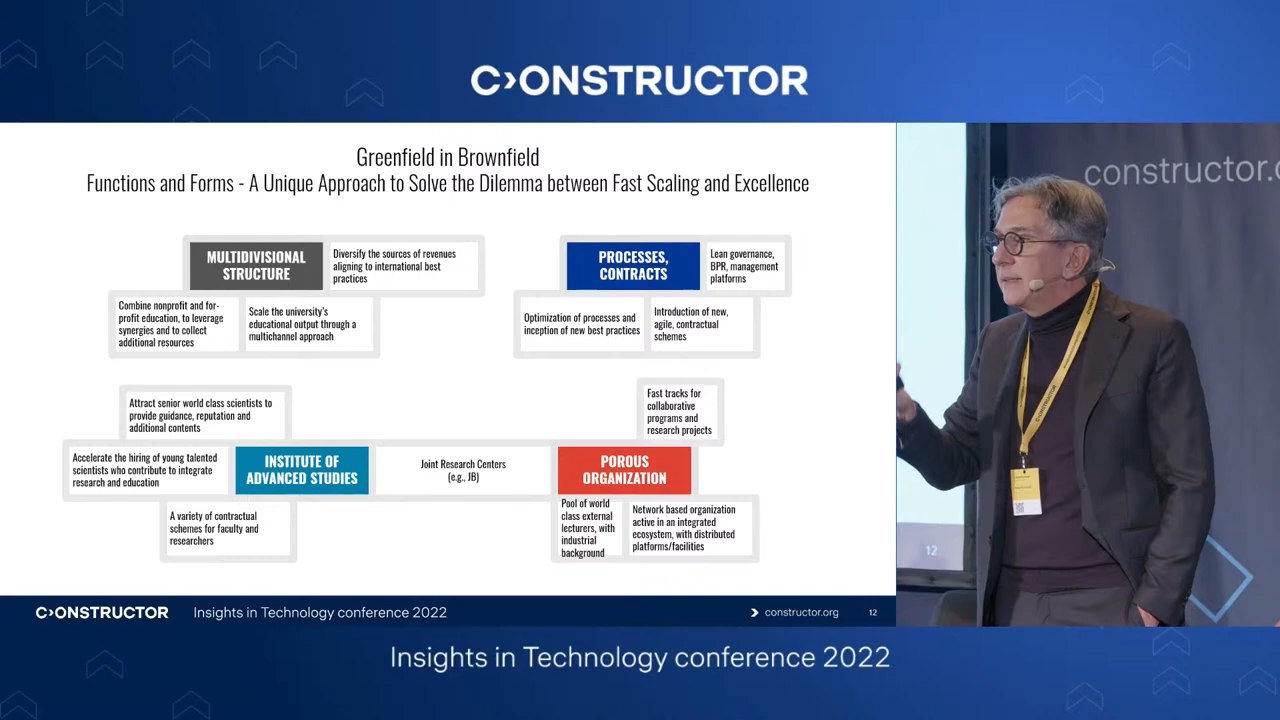 C›ONSTRUCTOR
Greenfield in Brownfield
Functions and Forms - A Unique Approach to Solve the Dilemma between Fast Scaling and Excellence
MULTIDIVISIONAL
STRUCTURE
Diversify the sources of revenues
aligning to international best
practices
Combine nonprofit and for-
profit education, to leverage
synergies and to collect
additional resources
Scale the university's
educational output through a
multichannel approach
PROCESSES,
CONTRACTS
Lean governance,
BPR, management
platforms
Optimization of processes and
inception of new best practices
Introduction of new,
agile, contractual
schemes
Attract senior world class scientists to
provide guidance, reputation and
additional contents
Accelerate the hiring of young talented
scientists who contribute to integrate
research and education
INSTITUTE OF
ADVANCED STUDIES
A variety of contractual
schemes for faculty and
researchers
Joint Research Centers
(e.g., JB)
Fast tracks for
collaborative
programs and
research projects
POROUS
ORGANIZATION
Pool of world
class external
lecturers, with
industrial
background
Network based organization
active in an integrated
ecosystem, with distributed
platforms/facilities
C›ONSTRUCTOR
Insights in Technology conference 2022
constructor.org
12
constructor.o
12
Insights in Technology conference 2022